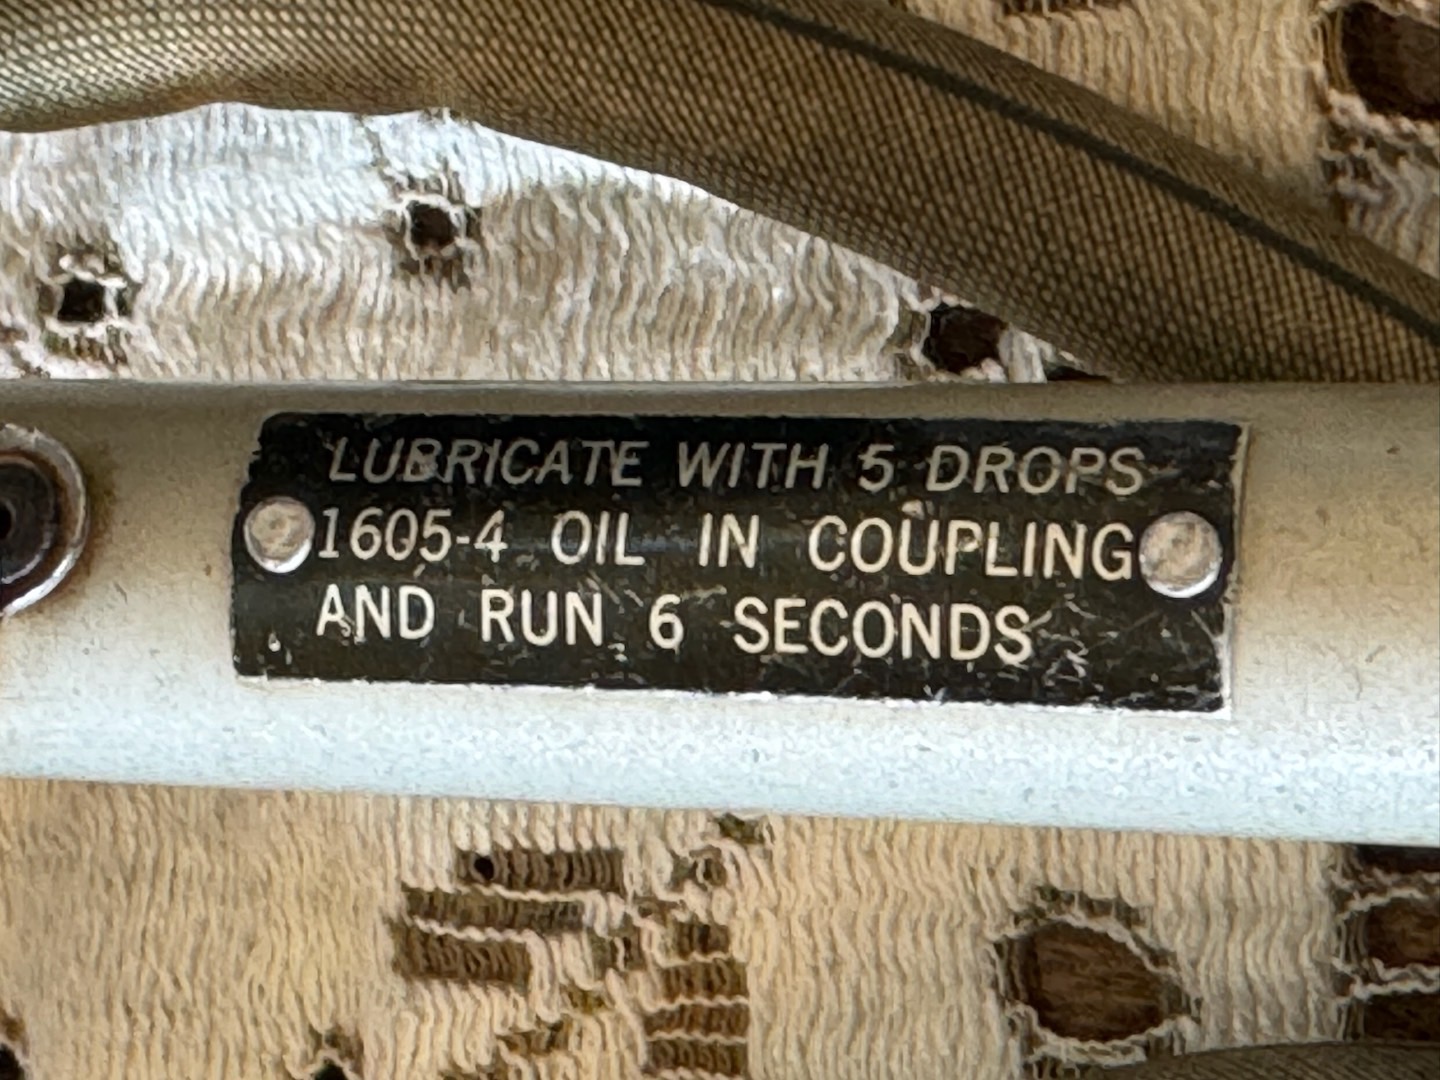 LUBRICATE WITH 5 DROPS
1605-4 OIL IN COUPLING
AND RUN 6 SECONDS